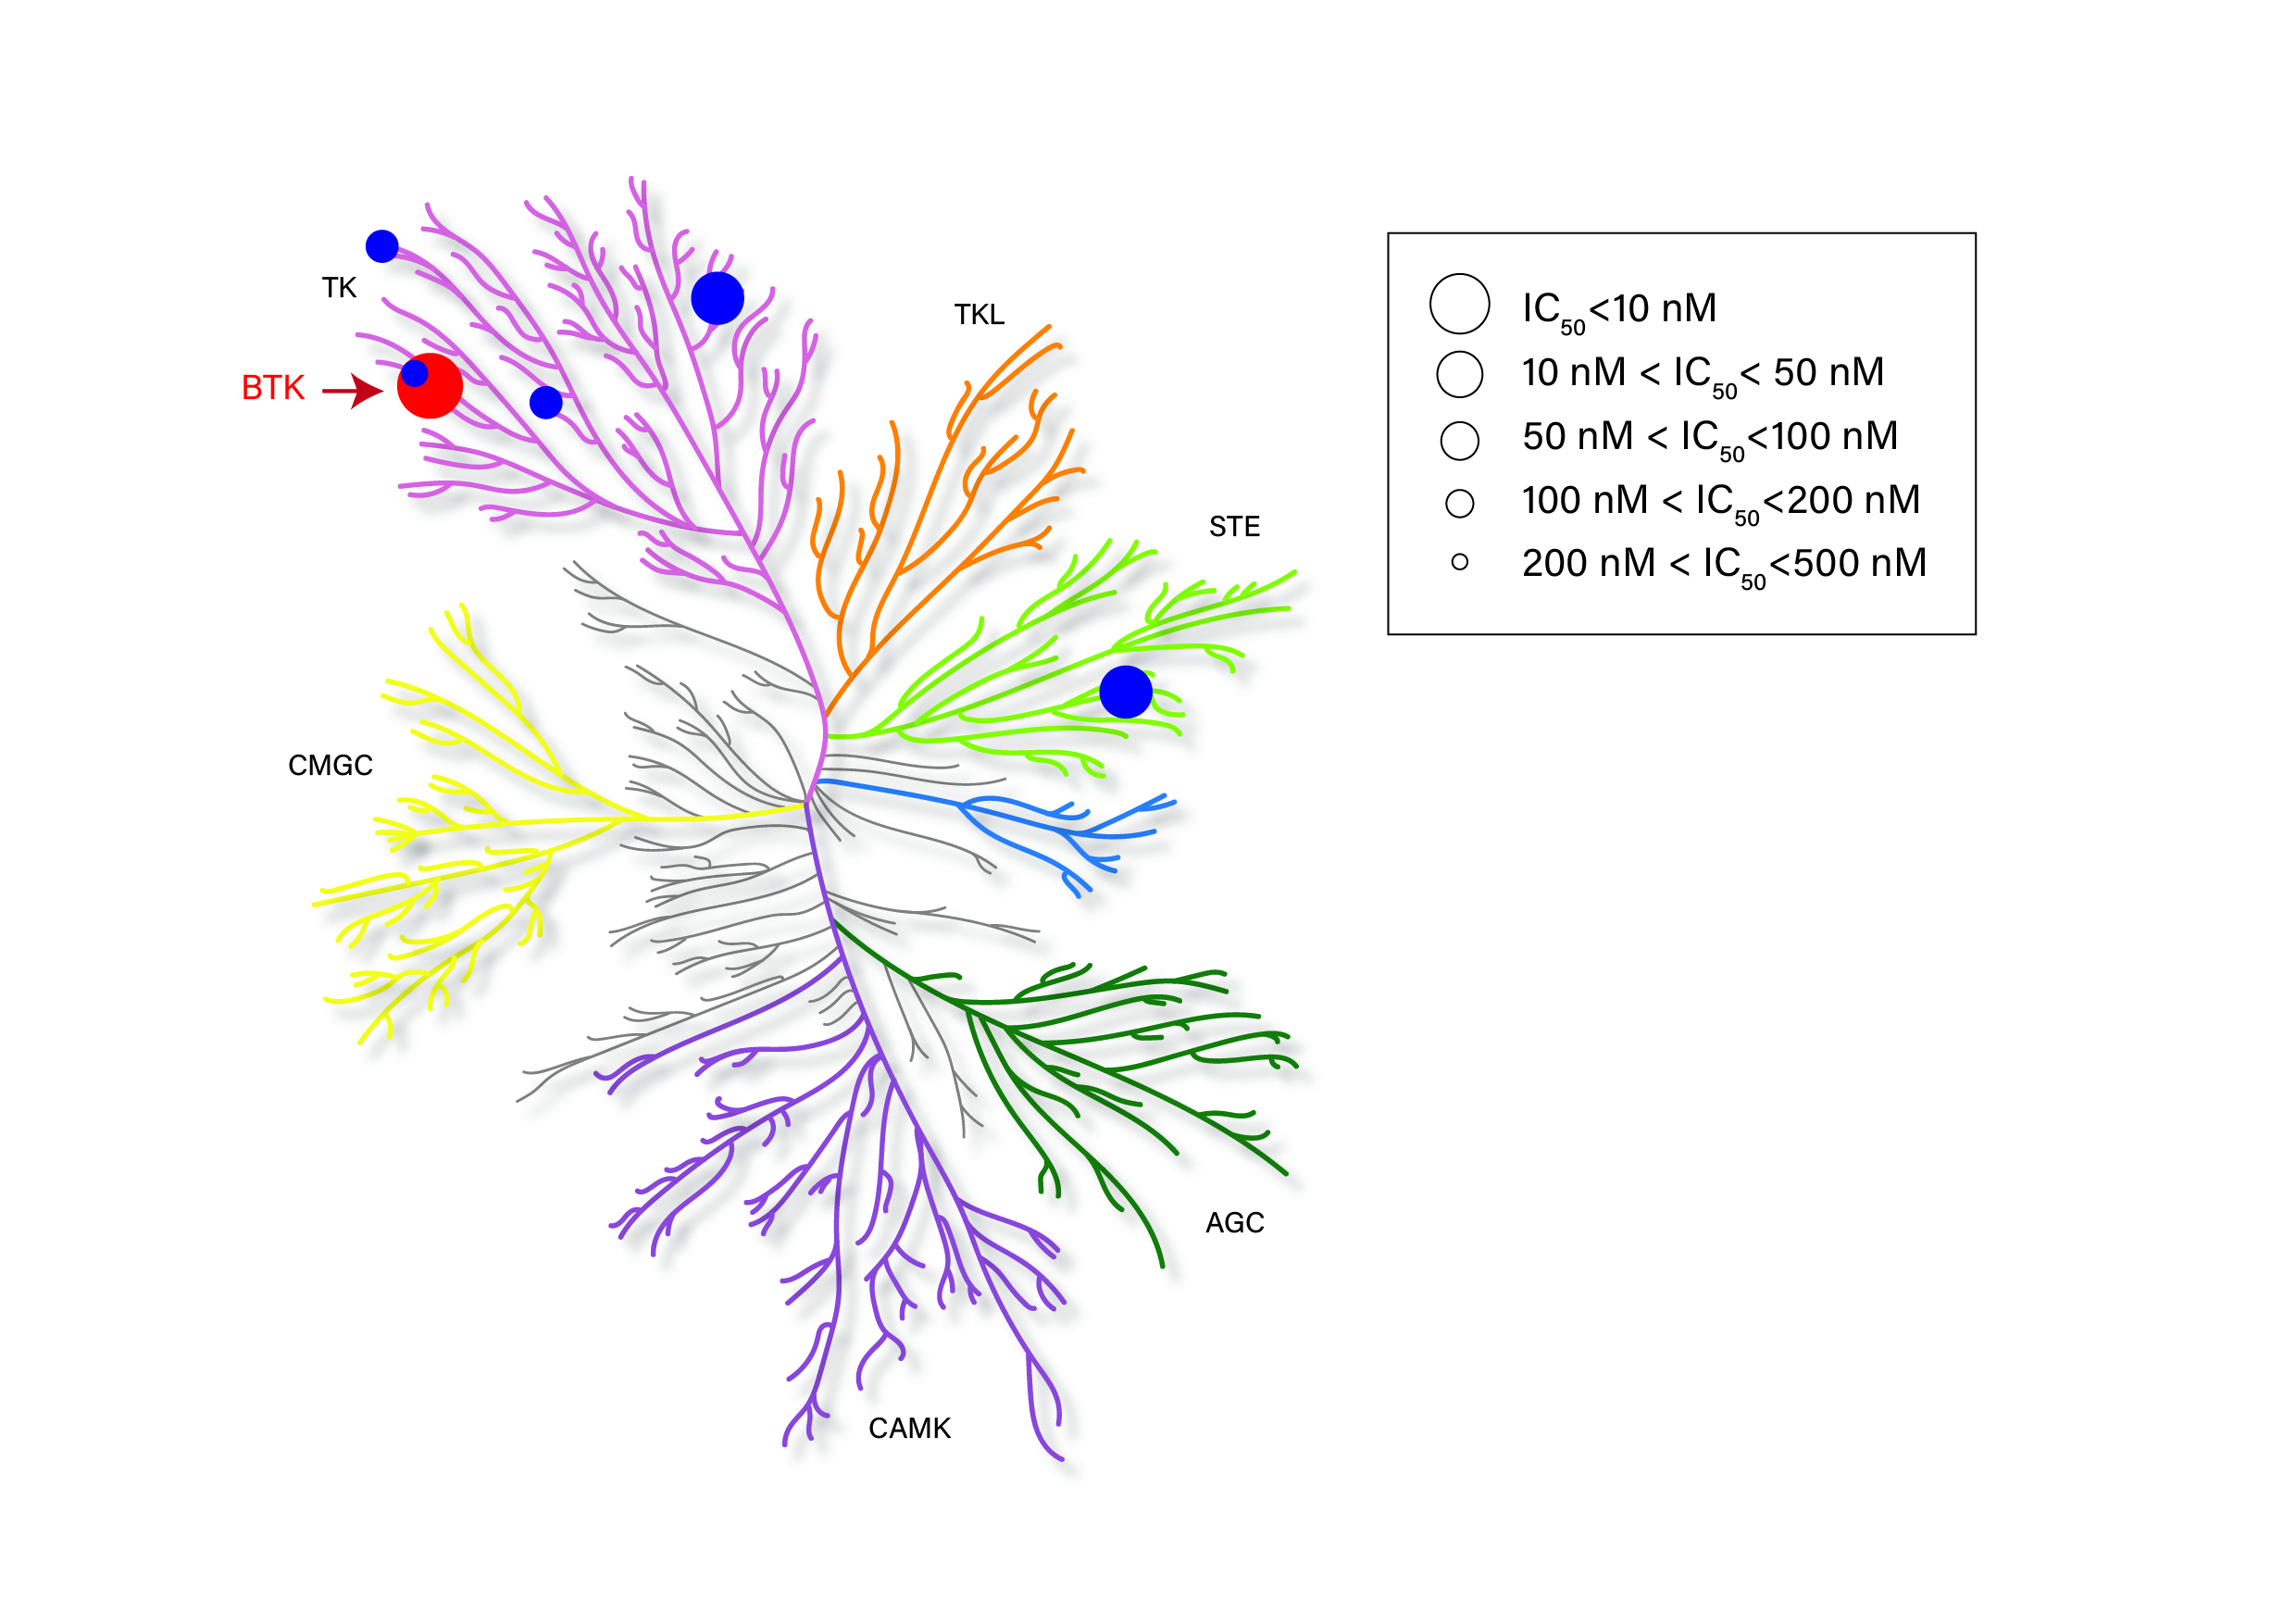 TK
BTK
TKL
STE
CMGC
AGC
CAMK
IC50<10 nM
10 nM < IC50< 50 nM
50 nM < IC50<100 nM
100 nM < IC50<200 nM
200 nM < IC50<500 nM